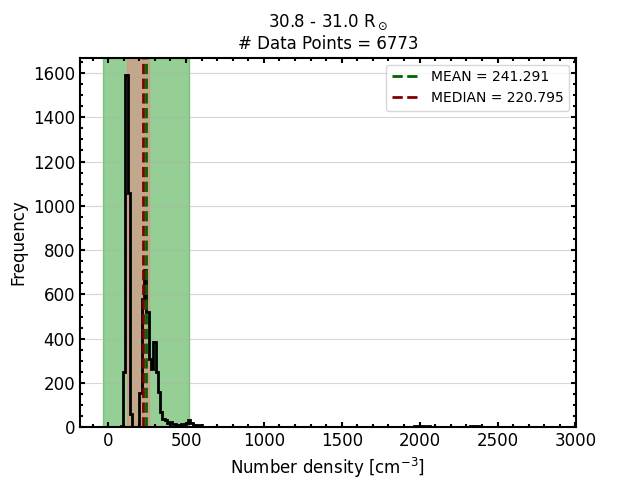 30.8 - 31.0 R⊙
# Data Points = 6773
MEAN = 241.291
MEDIAN = 220.795
1600
1400
1200
1000
800
600
400
200
0
Frequency
0 500 1000 1500 2000 2500 3000
Number density [cm⁻³]